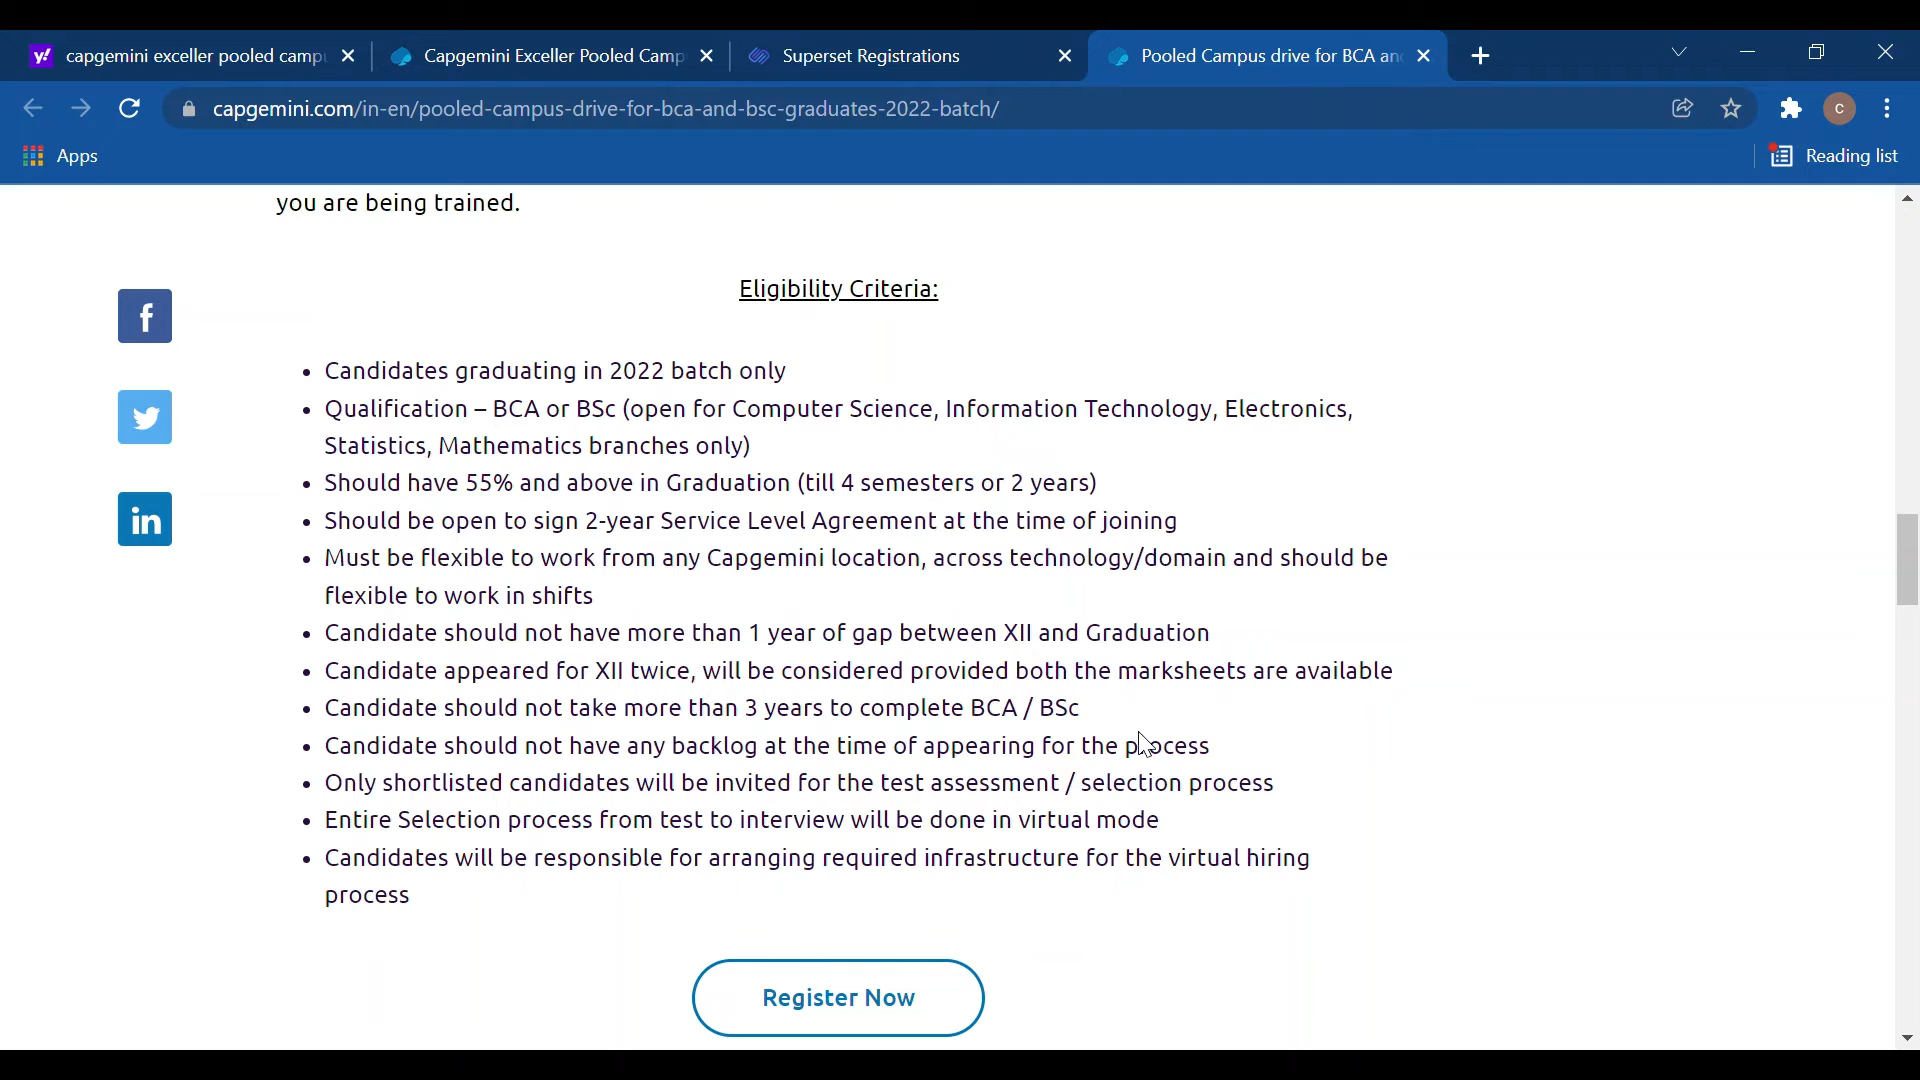 capgemini exceller pooled camp
Capgemini Exceller Pooled Camp
Superset Registrations
Pooled Campus drive for BCA an
capgemini.com/in-en/pooled-campus-drive-for-bca-and-bsc-graduates-2022-batch/
C
Apps
Reading list
you are being trained.
Eligibility Criteria:
f
in
• Candidates graduating in 2022 batch only
• Qualification – BCA or BSc (open for Computer Science, Information Technology, Electronics,
Statistics, Mathematics branches only)
• Should have 55% and above in Graduation (till 4 semesters or 2 years)
• Should be open to sign 2-year Service Level Agreement at the time of joining
• Must be flexible to work from any Capgemini location, across technology/domain and should be
flexible to work in shifts
• Candidate should not have more than 1 year of gap between XII and Graduation
• Candidate appeared for XII twice, will be considered provided both the marksheets are available
• Candidate should not take more than 3 years to complete BCA / BSc
• Candidate should not have any backlog at the time of appearing for the process
• Only shortlisted candidates will be invited for the test assessment / selection process
• Entire Selection process from test to interview will be done in virtual mode
• Candidates will be responsible for arranging required infrastructure for the virtual hiring
process
Register Now